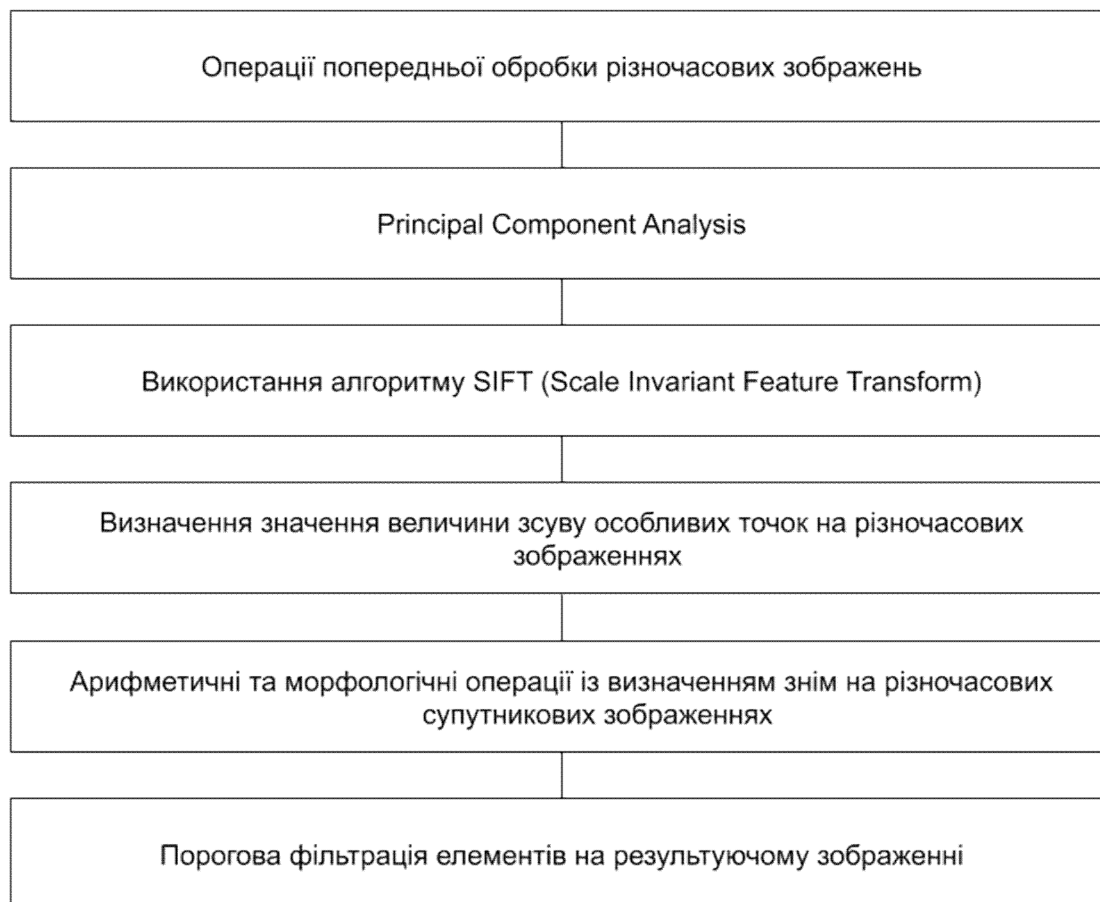 Операції попередньої обробки різночасових зображень
Principal Component Analysis
Використання алгоритму SIFT (Scale Invariant Feature Transform)
Визначення значення величини зсуву особливих точок на різночасових
зображеннях
Арифметичні та морфологічні операції із визначенням знім на різночасових
супутникових зображеннях
Порогова фільтрація елементів на результуючому зображенні